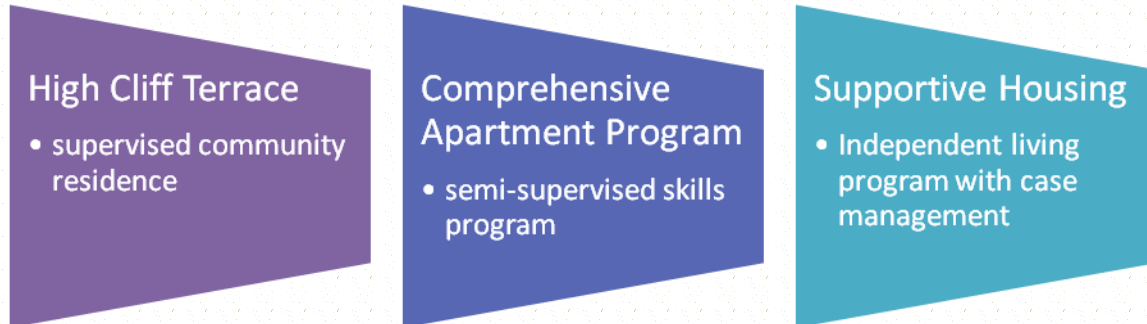 High Cliff Terrace
• supervised community
residence
Comprehensive
Apartment Program
• semi-supervised skills
program
Supportive Housing
• Independent living
program with case
management